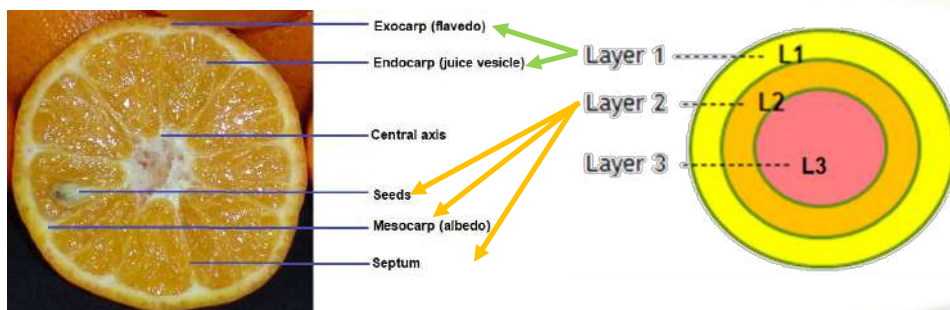 Exocarp (flavedo)
Endocarp (juice vesicle)
Central axis
Seeds
Mesocarp (albedo)
Septum
Layer 1
Layer 2
Layer 3
L1
L2
L3